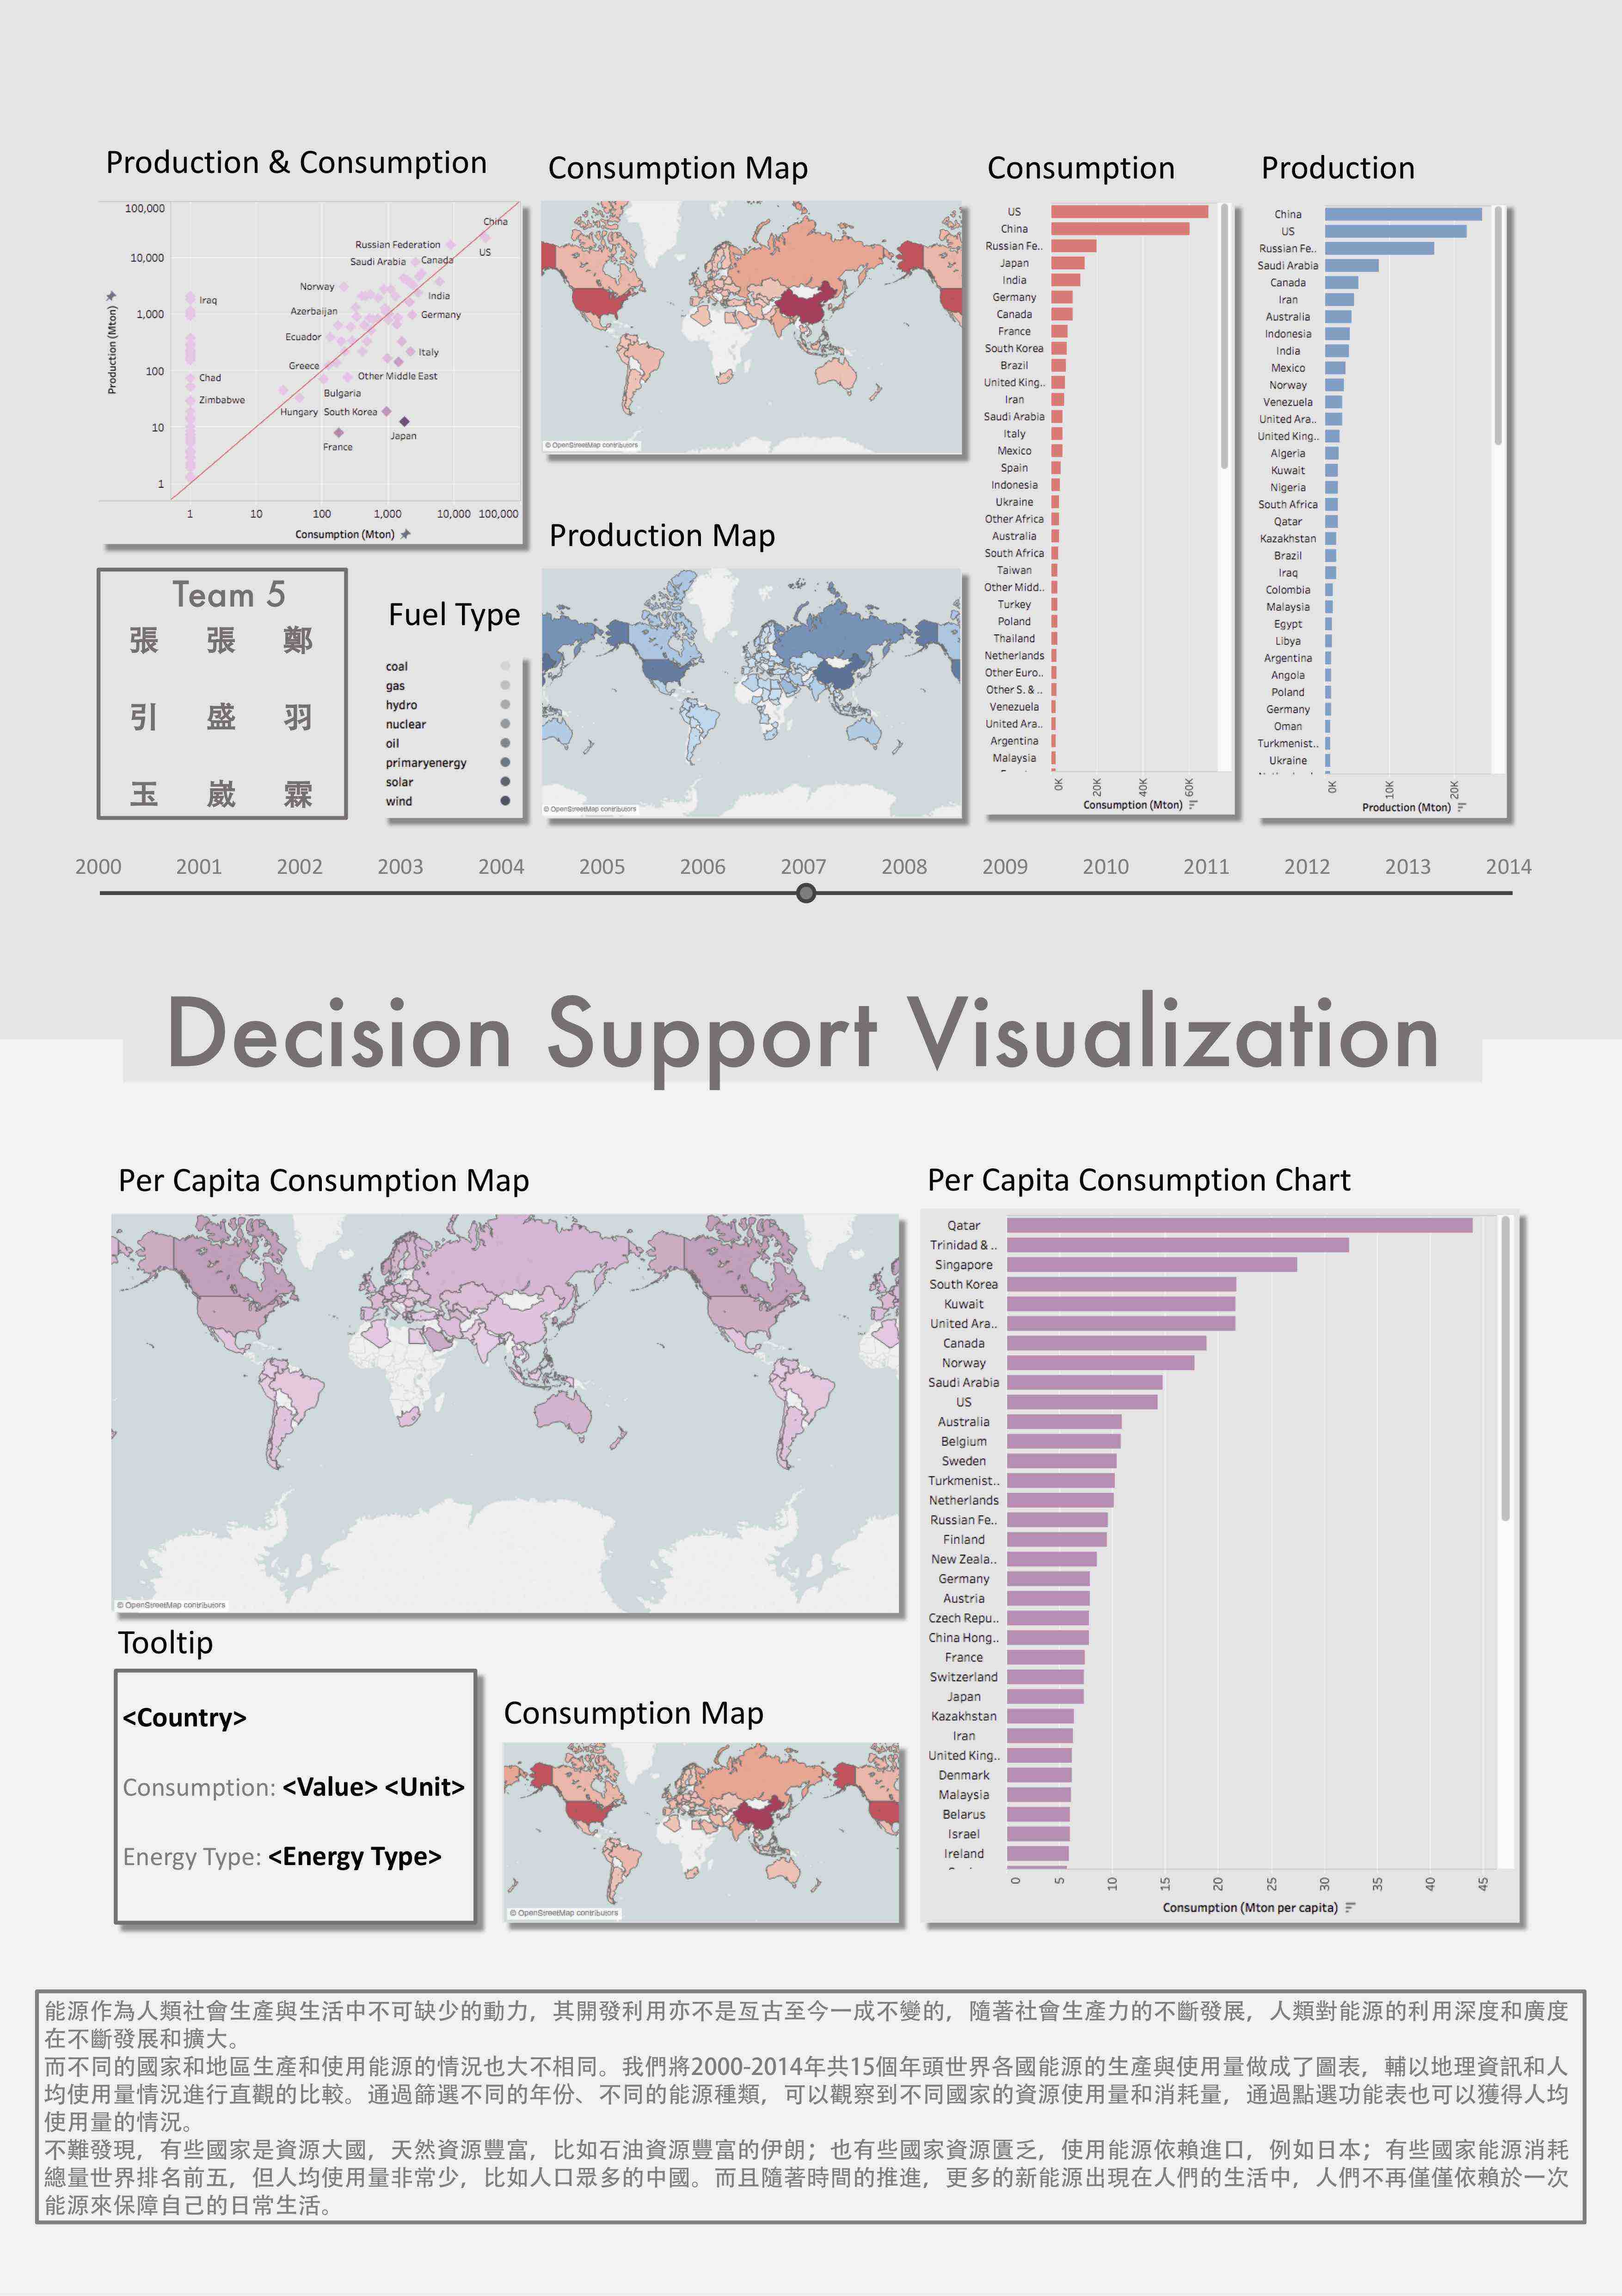 Production & Consumption
100,000
10,000
1,000
100
10
1
Production (Mton)
China
Russian Federation
US
Saudi Arabia
Canada
Norway
India
Iraq
Azerbaijan
Germany
Ecuador
Italy
Greece
Chad
Other Middle East
Zimbabwe
Bulgaria
Hungary
South Korea
Japan
France
1
10
100
1,000
10,000
100,000
Consumption (Mton)
Consumption Map
© OpenStreetMap contributors
Production Map
© OpenStreetMap contributors
Consumption
US
China
Russian Fe..
Japan
India
Germany
Canada
France
South Korea
Brazil
United King..
Iran
Saudi Arabia
Italy
Mexico
Spain
Indonesia
Ukraine
Other Africa
Australia
South Africa
Taiwan
Other Midd..
Turkey
Poland
Thailand
Netherlands
Other Euro..
Other S. & ..
Venezuela
United Ara..
Argentina
Malaysia
0K
20K
40K
60K
Consumption (Mton)
Production
China
US
Russian Fe..
Saudi Arabia
Canada
Iran
Australia
Indonesia
India
Mexico
Norway
Venezuela
United Ara..
United King..
Algeria
Kuwait
Nigeria
South Africa
Qatar
Kazakhstan
Brazil
Iraq
Colombia
Malaysia
Egypt
Libya
Argentina
Angola
Poland
Germany
Oman
Turkmenist..
Ukraine
0K
10K
20K
Production (Mton)
Team 5
張 張 鄭
引 盛 羽
玉 崴 霖
Fuel Type
coal
gas
hydro
nuclear
oil
primaryenergy
solar
wind
2000 2001 2002 2003 2004 2005 2006 2007 2008 2009 2010 2011 2012 2013 2014
Decision Support Visualization
Per Capita Consumption Map
© OpenStreetMap contributors
Tooltip
<Country>
Consumption: <Value> <Unit>
Energy Type: <Energy Type>
Consumption Map
© OpenStreetMap contributors
Per Capita Consumption Chart
Qatar
Trinidad & ..
Singapore
South Korea
Kuwait
United Ara..
Canada
Norway
Saudi Arabia
US
Australia
Belgium
Sweden
Turkmenist..
Netherlands
Russian Fe..
Finland
New Zeala..
Germany
Austria
Czech Repu..
China Hong..
France
Switzerland
Japan
Kazakhstan
Iran
United King..
Denmark
Malaysia
Belarus
Israel
Ireland
0
5
10
15
20
25
30
35
40
45
Consumption (Mton per capita)
能源作為人類社會生產與生活中不可缺少的動力，其開發利用亦不是亙古至今一成不變的，隨著社會生產力的不斷發展，人類對能源的利用深度和廣度
在不斷發展和擴大。
而不同的國家和地區生產和使用能源的情況也大不相同。我們將2000-2014年共15個年頭世界各國能源的生產與使用量做成了圖表，輔以地理資訊和人
均使用量情況進行直觀的比較。通過篩選不同的年份、不同的能源種類，可以觀察到不同國家的資源使用量和消耗量，通過點選功能表也可以獲得人均
使用量的情況。
不難發現，有些國家是資源大國，天然資源豐富，比如石油資源豐富的伊朗；也有些國家資源匱乏，使用能源依賴進口，例如日本；有些國家能源消耗
總量世界排名前五，但人均使用量非常少，比如人口眾多的中國。而且隨著時間的推進，更多的新能源出現在人們的生活中，人們不再僅僅依賴於一次
能源來保障自己的日常生活。